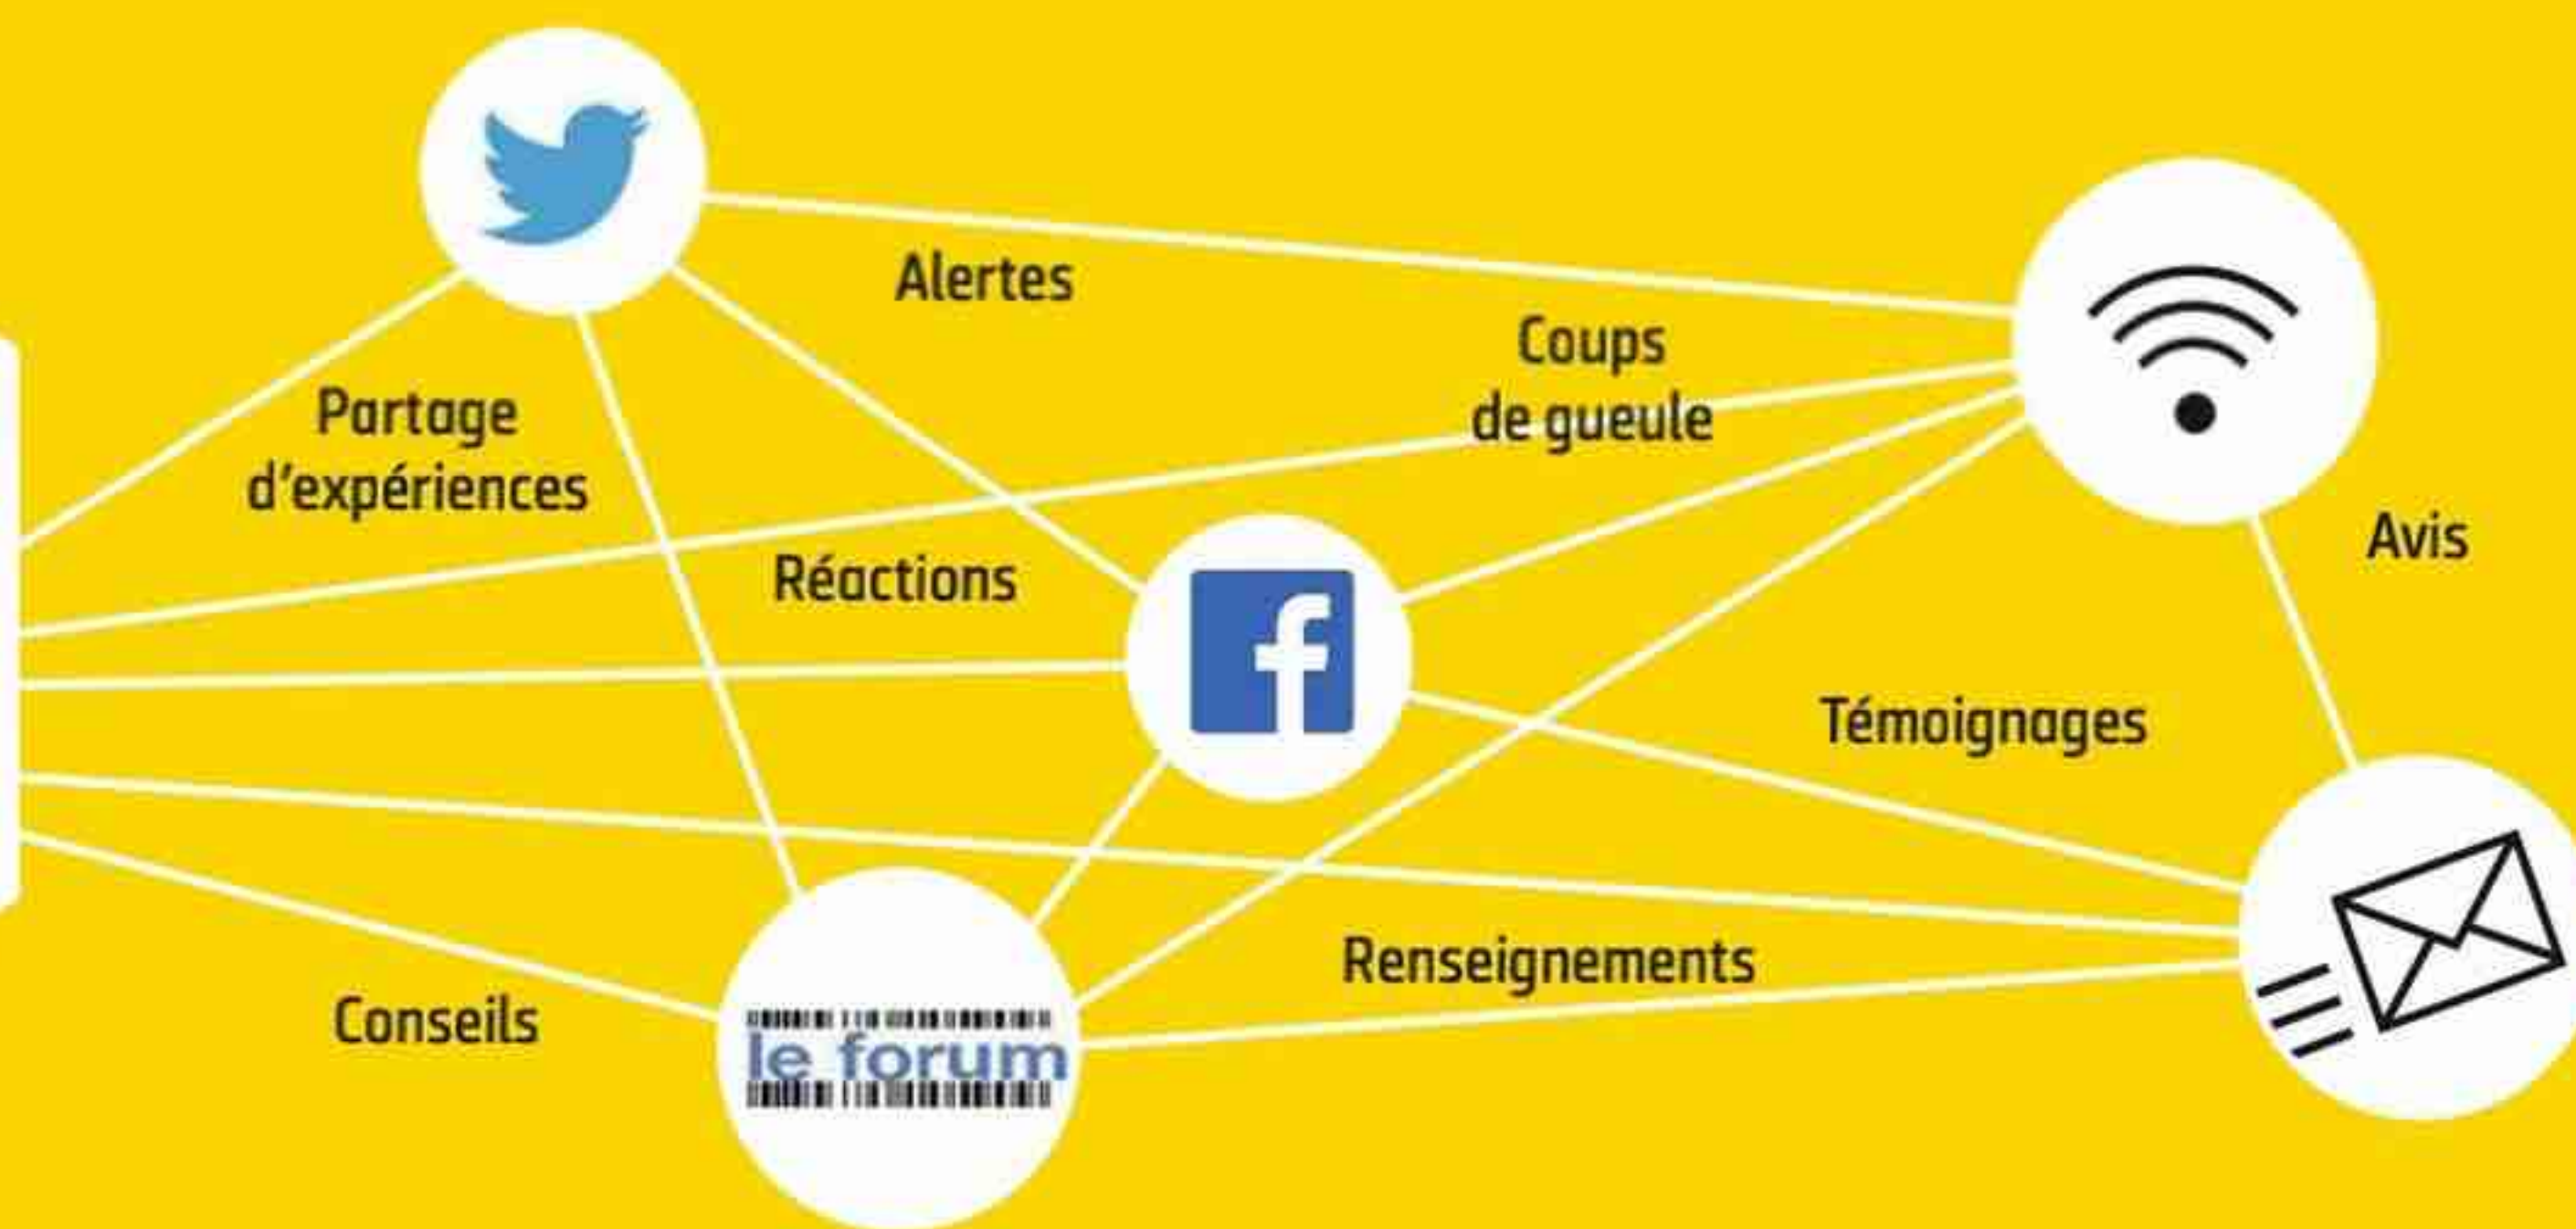 Alertes
Coups
de gueule
Partage
d'expériences
Avis
Réactions
f
Témoignages
Renseignements
Conseils
le forum